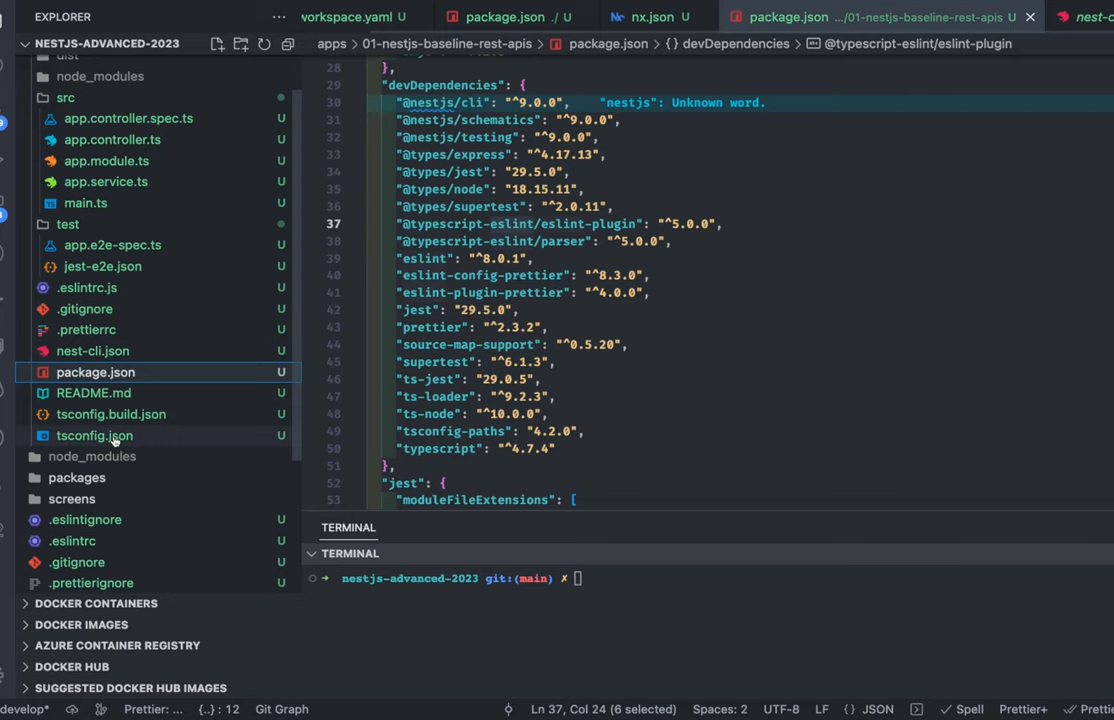 EXPLORER
workspace.yaml U
package.json ./ U
nx.json U
package.json .../01-nestjs-baseline-rest-apis U
nest-c
NESTJS-ADVANCED-2023
apps > 01-nestjs-baseline-rest-apis > package.json > {} devDependencies > @typescript-eslint/eslint-plugin
dist
node_modules
src
app.controller.spec.ts U
app.controller.ts U
app.module.ts U
app.service.ts U
main.ts U
test
app.e2e-spec.ts U
jest-e2e.json U
.eslintrc.js U
.gitignore U
.prettierrc U
nest-cli.json U
package.json U
README.md U
tsconfig.build.json U
tsconfig.json U
node_modules
packages
screens
.eslintignore U
.eslintrc U
.gitignore U
.prettierignore U
DOCKER CONTAINERS
DOCKER IMAGES
AZURE CONTAINER REGISTRY
DOCKER HUB
SUGGESTED DOCKER HUB IMAGES
28 },
29 "devDependencies": {
30 "@nestjs/cli": "^9.0.0", "nestjs": Unknown word.
31 "@nestjs/schematics": "^9.0.0",
32 "@nestjs/testing": "^9.0.0",
33 "@types/express": "^4.17.13",
34 "@types/jest": "29.5.0",
35 "@types/node": "18.15.11",
36 "@types/supertest": "^2.0.11",
37 "@typescript-eslint/eslint-plugin": "^5.0.0",
38 "@typescript-eslint/parser": "^5.0.0",
39 "eslint": "^8.0.1",
40 "eslint-config-prettier": "^8.3.0",
41 "eslint-plugin-prettier": "^4.0.0",
42 "jest": "29.5.0",
43 "prettier": "^2.3.2",
44 "source-map-support": "^0.5.20",
45 "supertest": "^6.1.3",
46 "ts-jest": "29.0.5",
47 "ts-loader": "^9.2.3",
48 "ts-node": "^10.0.0",
49 "tsconfig-paths": "4.2.0",
50 "typescript": "^4.7.4"
51 },
52 "jest": {
53 "moduleFileExtensions": [
TERMINAL
TERMINAL
nestjs-advanced-2023 git:(main) ✗
develop* Prettier: ... {..} : 12 Git Graph Ln 37, Col 24 (6 selected) Spaces: 2 UTF-8 LF {} JSON Spell Prettier+ Pretti